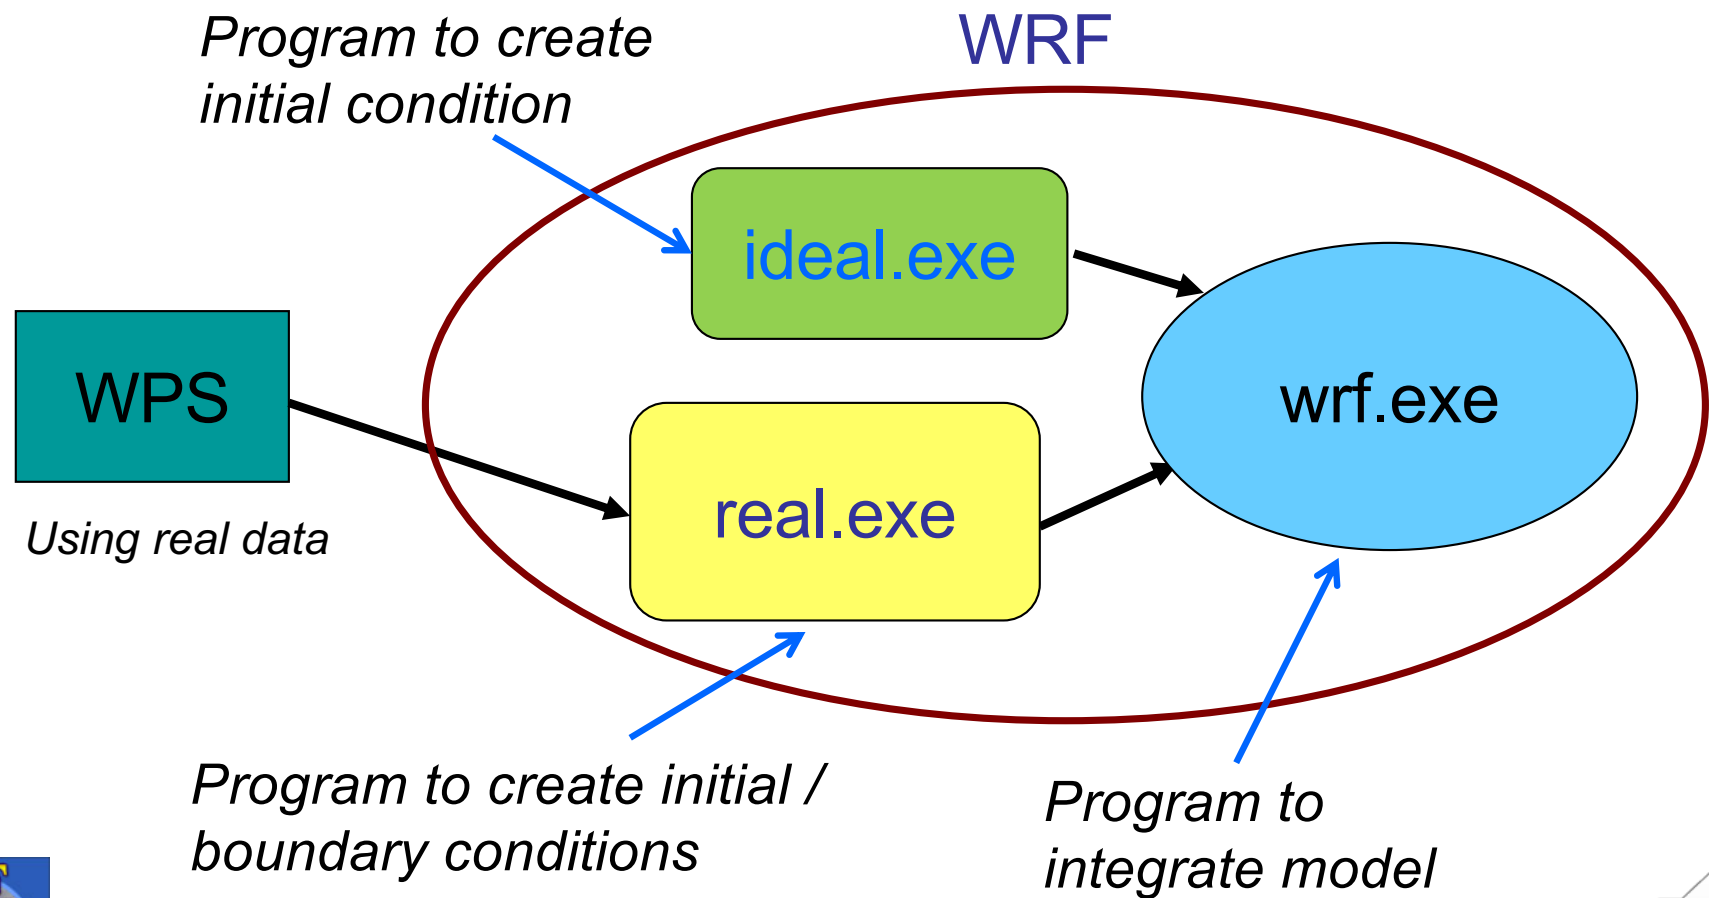 Program to create
initial condition
WRF
ideal.exe
WPS
wrf.exe
real.exe
Using real data
Program to create initial /
boundary conditions
Program to
integrate model